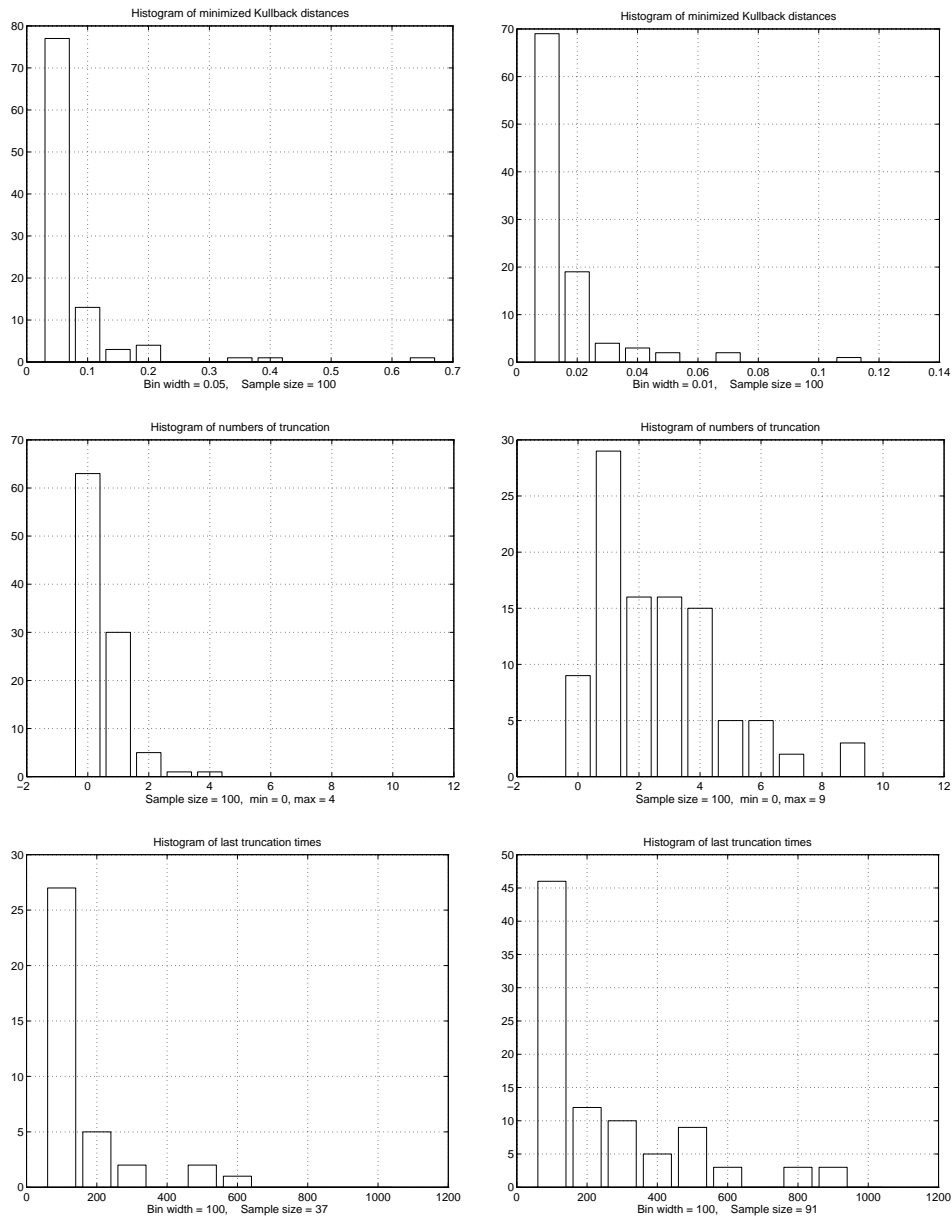 Histogram of minimized Kullback distances
80
70
60
50
40
30
20
10
0
0 0.1 0.2 0.3 0.4 0.5 0.6 0.7
Bin width = 0.05, Sample size = 100
Histogram of minimized Kullback distances
70
60
50
40
30
20
10
0
0 0.02 0.04 0.06 0.08 0.1 0.12 0.14
Bin width = 0.01, Sample size = 100
Histogram of numbers of truncation
70
60
50
40
30
20
10
0
−2 0 2 4 6 8 10 12
Sample size = 100, min = 0, max = 4
Histogram of numbers of truncation
30
25
20
15
10
5
0
−2 0 2 4 6 8 10 12
Sample size = 100, min = 0, max = 9
Histogram of last truncation times
30
25
20
15
10
5
0
0 200 400 600 800 1000 1200
Bin width = 100, Sample size = 37
Histogram of last truncation times
50
45
40
35
30
25
20
15
10
5
0
0 200 400 600 800 1000 1200
Bin width = 100, Sample size = 91